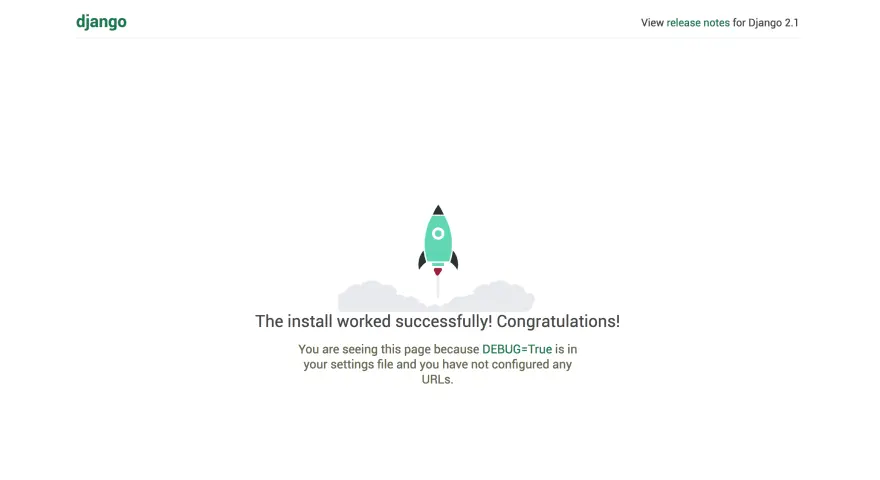 django
View release notes for Django 2.1
The install worked successfully! Congratulations!
You are seeing this page because DEBUG=True is in
your settings file and you have not configured any
URLs.